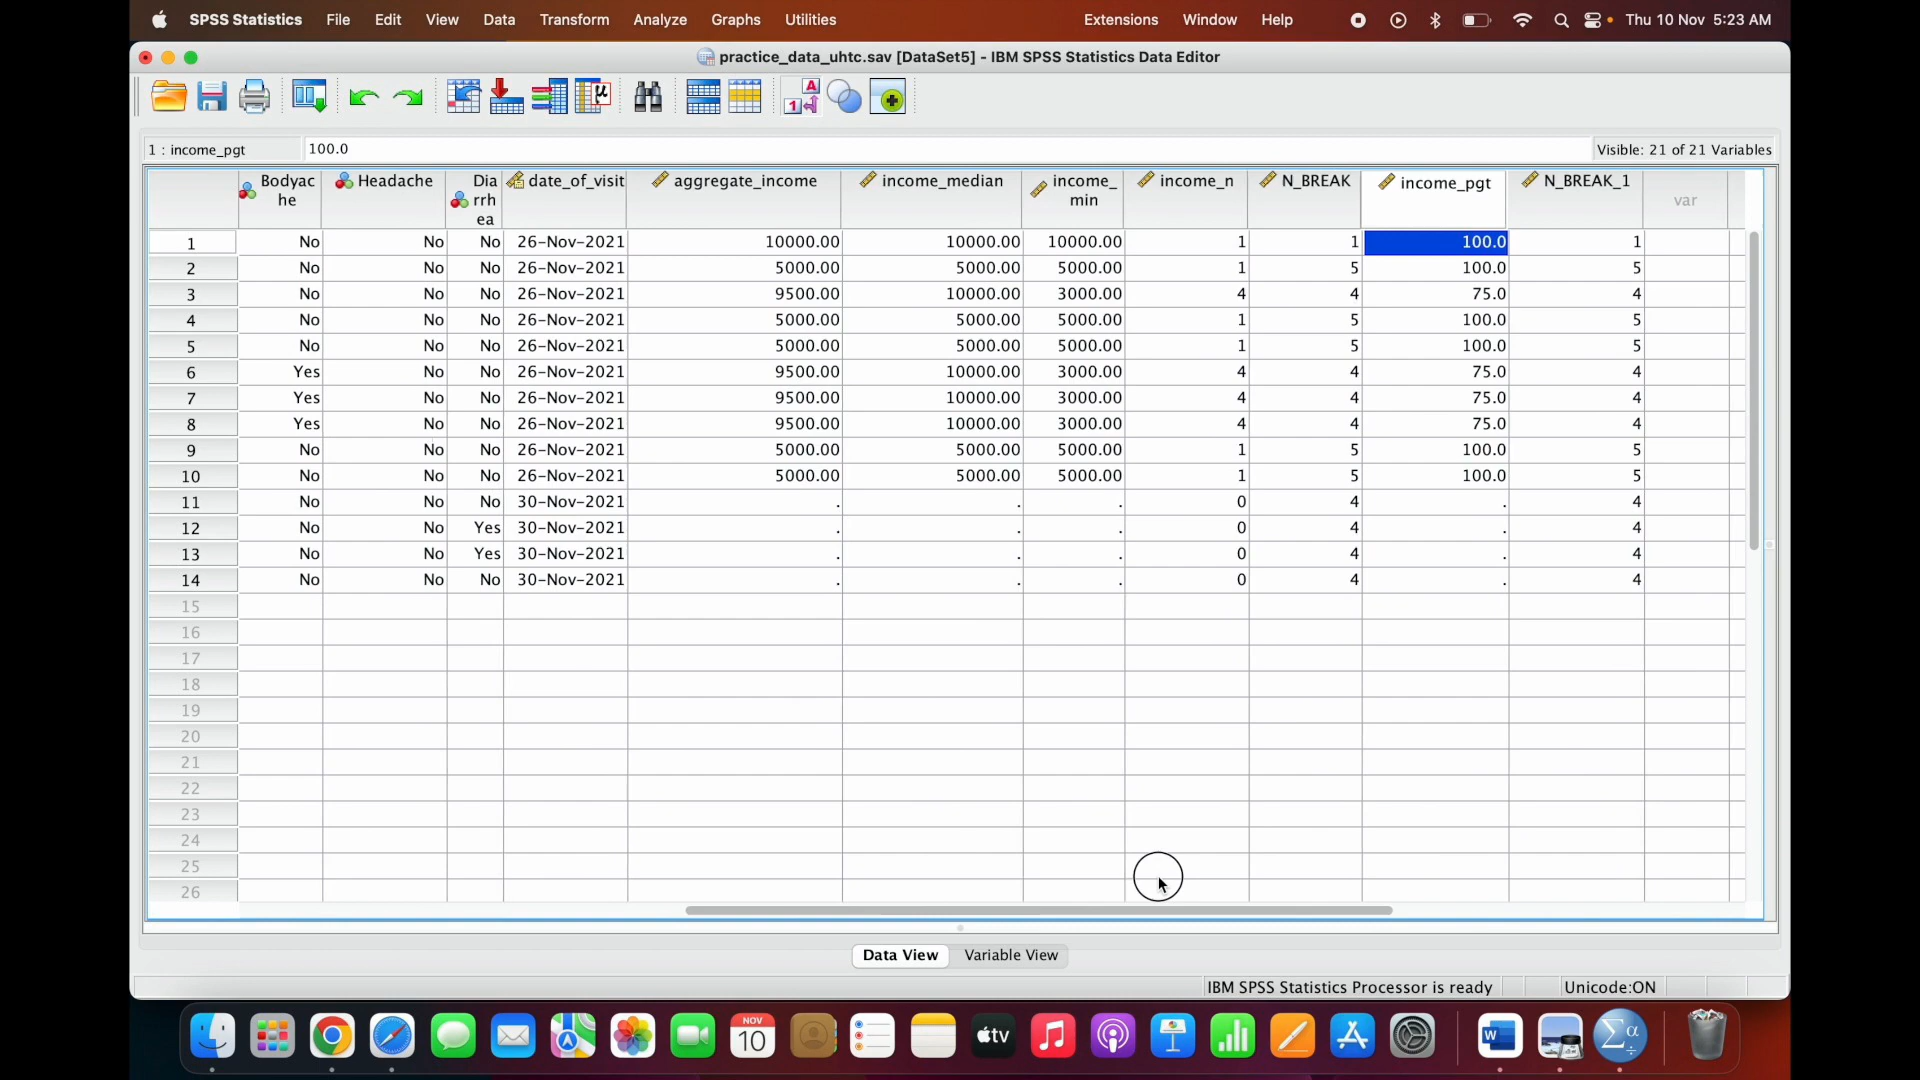 SPSS Statistics File Edit View Data Transform Analyze Graphs Utilities Extensions Window Help Thu 10 Nov 5:23 AM
practice_data_uhtc.sav [DataSet5] - IBM SPSS Statistics Data Editor
1 : income_pgt 100.0 Visible: 21 of 21 Variables
Bodyac
he
Headache
Dia
rrh
ea
date_of_visit
aggregate_income
income_median
income_
min
income_n
N_BREAK
income_pgt
N_BREAK_1
var
1 No No No 26-Nov-2021 10000.00 10000.00 10000.00 1 1 100.0 1
2 No No No 26-Nov-2021 5000.00 5000.00 5000.00 1 5 100.0 5
3 No No No 26-Nov-2021 9500.00 10000.00 3000.00 4 4 75.0 4
4 No No No 26-Nov-2021 5000.00 5000.00 5000.00 1 5 100.0 5
5 No No No 26-Nov-2021 5000.00 5000.00 5000.00 1 5 100.0 5
6 Yes No No 26-Nov-2021 9500.00 10000.00 3000.00 4 4 75.0 4
7 Yes No No 26-Nov-2021 9500.00 10000.00 3000.00 4 4 75.0 4
8 Yes No No 26-Nov-2021 9500.00 10000.00 3000.00 4 4 75.0 4
9 No No No 26-Nov-2021 5000.00 5000.00 5000.00 1 5 100.0 5
10 No No No 26-Nov-2021 5000.00 5000.00 5000.00 1 5 100.0 5
11 No No No 30-Nov-2021 . . . 0 4 . 4
12 No No Yes 30-Nov-2021 . . . 0 4 . 4
13 No No Yes 30-Nov-2021 . . . 0 4 . 4
14 No No No 30-Nov-2021 . . . 0 4 . 4
15
16
17
18
19
20
21
22
23
24
25
26
Data View Variable View
IBM SPSS Statistics Processor is ready Unicode:ON
NOV
10
tv
W
Σα